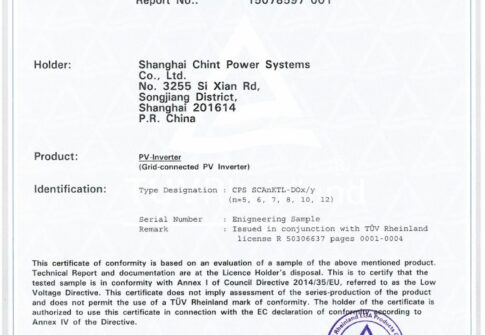 Report No.: 15078597 001
Holder: Shanghai Chint Power Systems
Co., Ltd.
No. 3255 Si Xian Rd,
Songjiang District,
Shanghai 201614
P.R. China
Product: PV-Inverter
(Grid-connected PV Inverter)
Identification: Type Designation : CPS SCAnKTL-DOx/y
(n=5, 6, 7, 8, 10, 12)
Serial Number : Enigneering Sample
Remark : Issued in conjunction with TÜV Rheinland
license R 50306637 pages 0001-0004
This certificate of conformity is based on an evaluation of a sample of the above mentioned product.
Technical Report and documentation are at the Licence Holder's disposal. This is to certify that the
tested sample is in conformity with Annex I of Council Directive 2014/35/EU, referred to as the Low
Voltage Directive. This certificate does not imply assessment of the series-production of the product
and does not permit the use of a TÜV Rheinland mark of conformity. The holder of the certificate is
authorized to use this certificate in connection with the EC declaration of conformity according to
Annex IV of the Directive.
Rheinland LGA Products